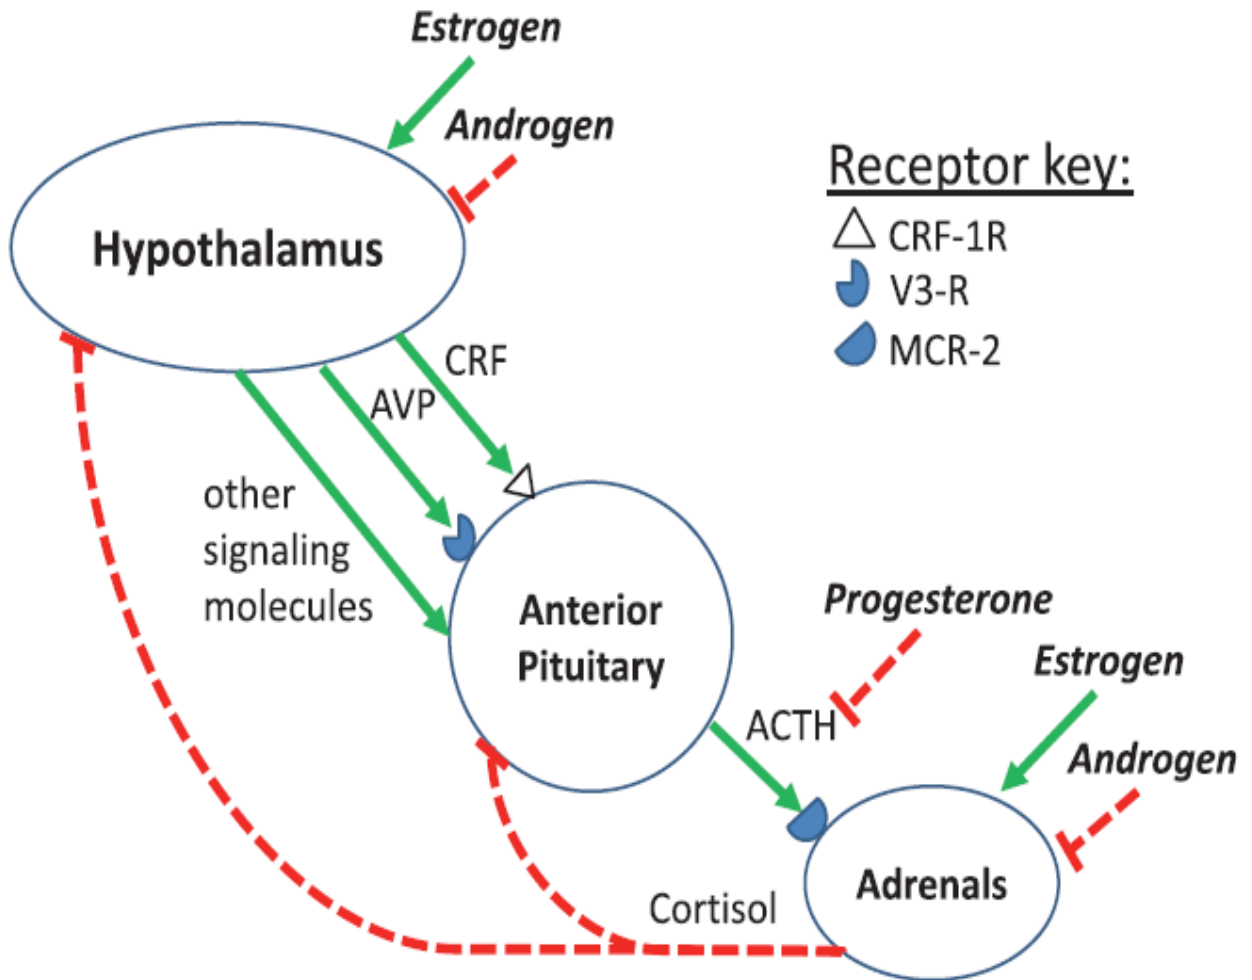 Estrogen
Androgen
Hypothalamus
Receptor key:
CRF-1R
V3-R
MCR-2
CRF
AVP
other
signaling
molecules
Anterior
Pituitary
Progesterone
Estrogen
ACTH
Androgen
Adrenals
Cortisol